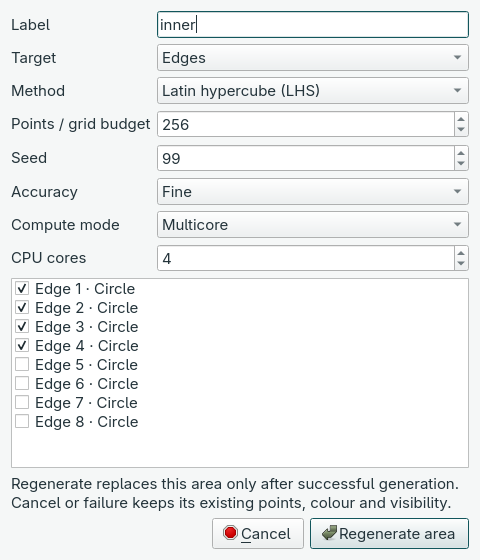 Label inner
Target Edges
Method Latin hypercube (LHS)
Points / grid budget 256
Seed 99
Accuracy Fine
Compute mode Multicore
CPU cores 4
Edge 1 · Circle
Edge 2 · Circle
Edge 3 · Circle
Edge 4 · Circle
Edge 5 · Circle
Edge 6 · Circle
Edge 7 · Circle
Edge 8 · Circle
Regenerate replaces this area only after successful generation.
Cancel or failure keeps its existing points, colour and visibility.
Cancel Regenerate area